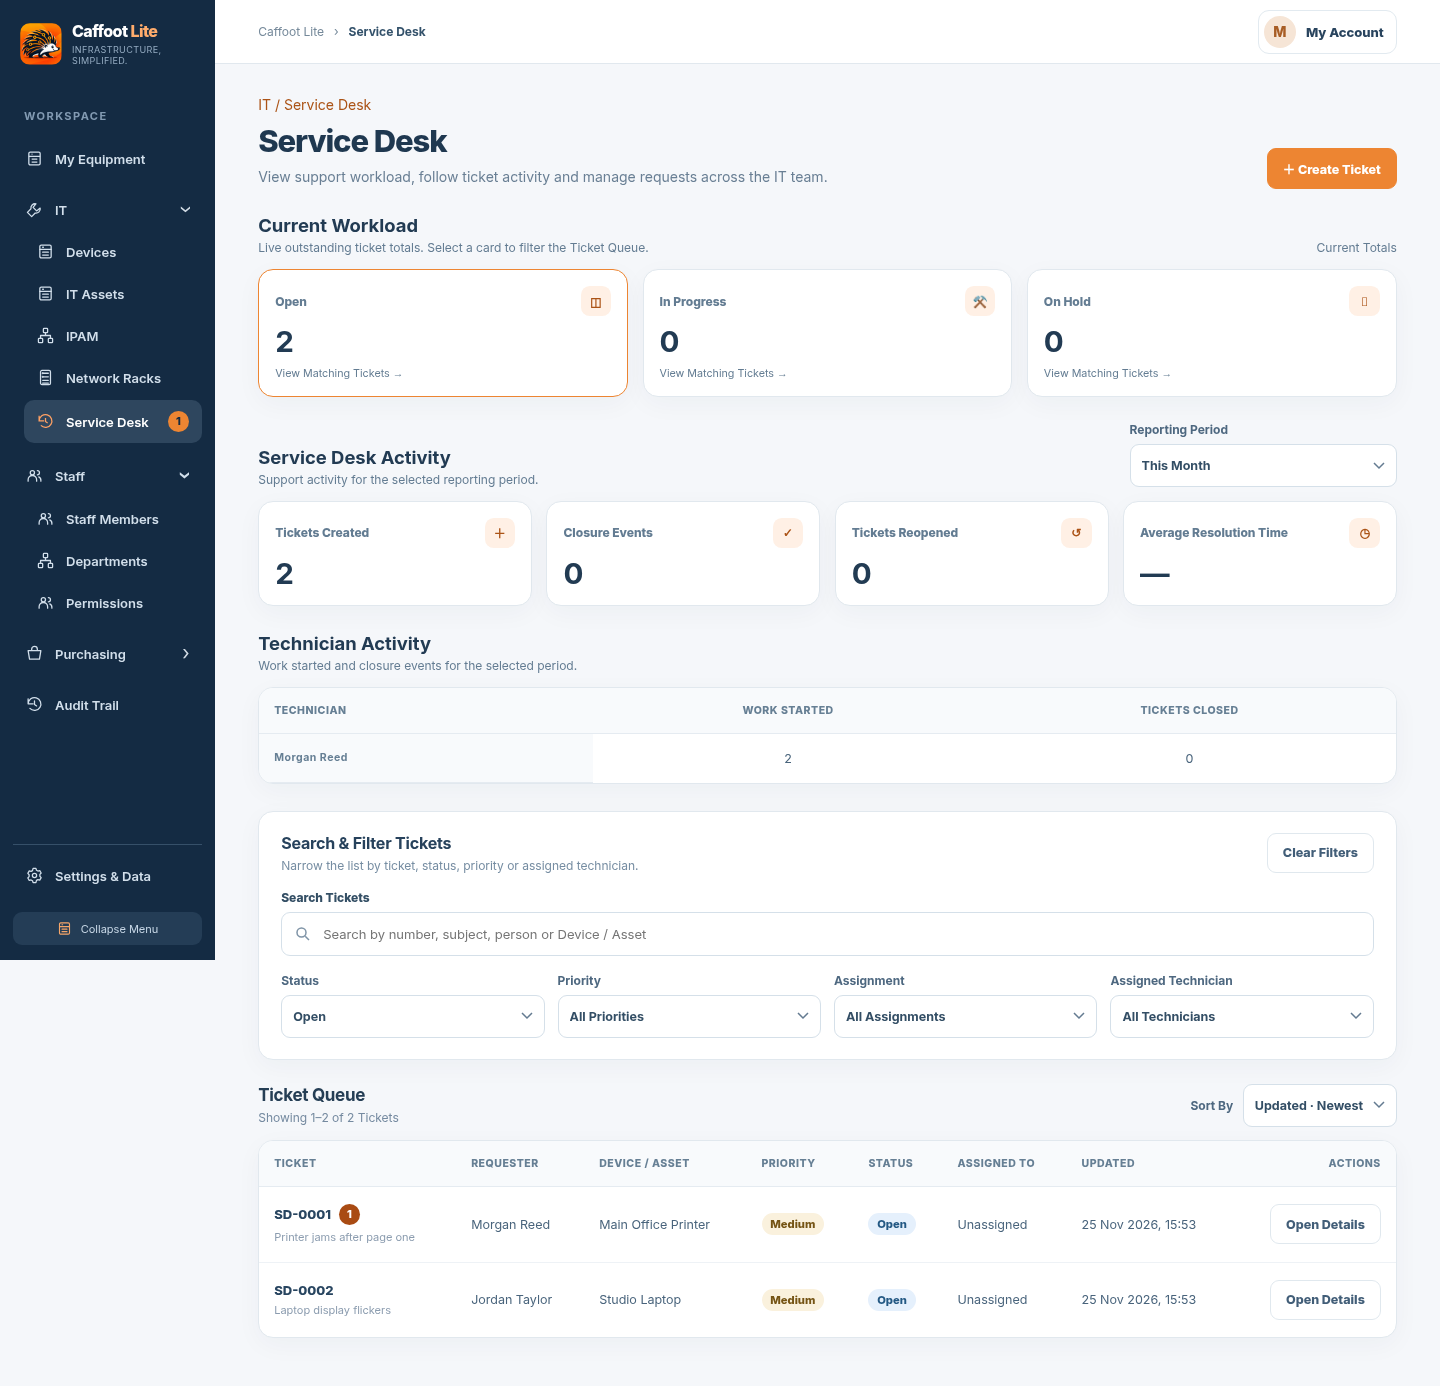 Caffoot Lite
INFRASTRUCTURE,
SIMPLIFIED.
WORKSPACE
My Equipment
IT
Devices
IT Assets
IPAM
Network Racks
Service Desk 1
Staff
Staff Members
Departments
Permissions
Purchasing
Audit Trail
Settings & Data
Collapse Menu
Caffoot Lite › Service Desk
M My Account
IT / Service Desk
Service Desk
View support workload, follow ticket activity and manage requests across the IT team.
+ Create Ticket
Current Workload
Live outstanding ticket totals. Select a card to filter the Ticket Queue.
Current Totals
Open
2
View Matching Tickets →
In Progress
0
View Matching Tickets →
On Hold
0
View Matching Tickets →
Service Desk Activity
Support activity for the selected reporting period.
Reporting Period
This Month
Tickets Created
2
Closure Events
0
Tickets Reopened
0
Average Resolution Time
—
Technician Activity
Work started and closure events for the selected period.
TECHNICIAN WORK STARTED TICKETS CLOSED
Morgan Reed 2 0
Search & Filter Tickets
Narrow the list by ticket, status, priority or assigned technician.
Clear Filters
Search Tickets
Search by number, subject, person or Device / Asset
Status
Open
Priority
All Priorities
Assignment
All Assignments
Assigned Technician
All Technicians
Ticket Queue
Showing 1–2 of 2 Tickets
Sort By Updated · Newest
TICKET REQUESTER DEVICE / ASSET PRIORITY STATUS ASSIGNED TO UPDATED ACTIONS
SD-0001 1
Printer jams after page one
Morgan Reed Main Office Printer Medium Open Unassigned 25 Nov 2026, 15:53 Open Details
SD-0002
Laptop display flickers
Jordan Taylor Studio Laptop Medium Open Unassigned 25 Nov 2026, 15:53 Open Details